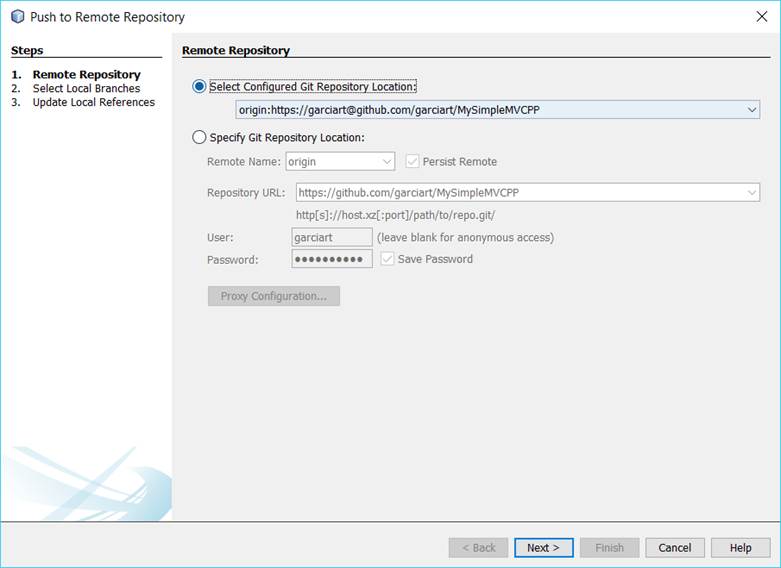 Push to Remote Repository
Steps
1. Remote Repository
2. Select Local Branches
3. Update Local References
Remote Repository
Select Configured Git Repository Location:
origin:https://garciart@github.com/garciart/MySimpleMVCPP
Specify Git Repository Location:
Remote Name: origin Persist Remote
Repository URL: https://github.com/garciart/MySimpleMVCPP
http[s]://host.xz[:port]/path/to/repo.git/
User: garciart (leave blank for anonymous access)
Password: ●●●●●●●●●● Save Password
Proxy Configuration...
< Back Next > Finish Cancel Help